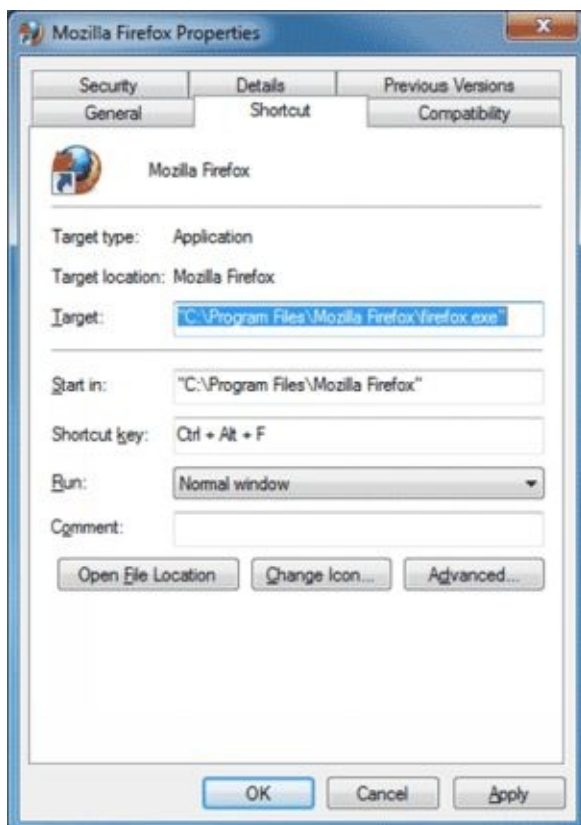 Mozilla Firefox Properties
Security Details Previous Versions
General Shortcut Compatibility
Mozilla Firefox
Target type: Application
Target location: Mozilla Firefox
Target: "C:\Program Files\Mozilla Firefox\firefox.exe"
Start in: "C:\Program Files\Mozilla Firefox"
Shortcut key: Ctrl + Alt + F
Run: Normal window
Comment:
Open File Location Change Icon... Advanced...
OK Cancel Apply